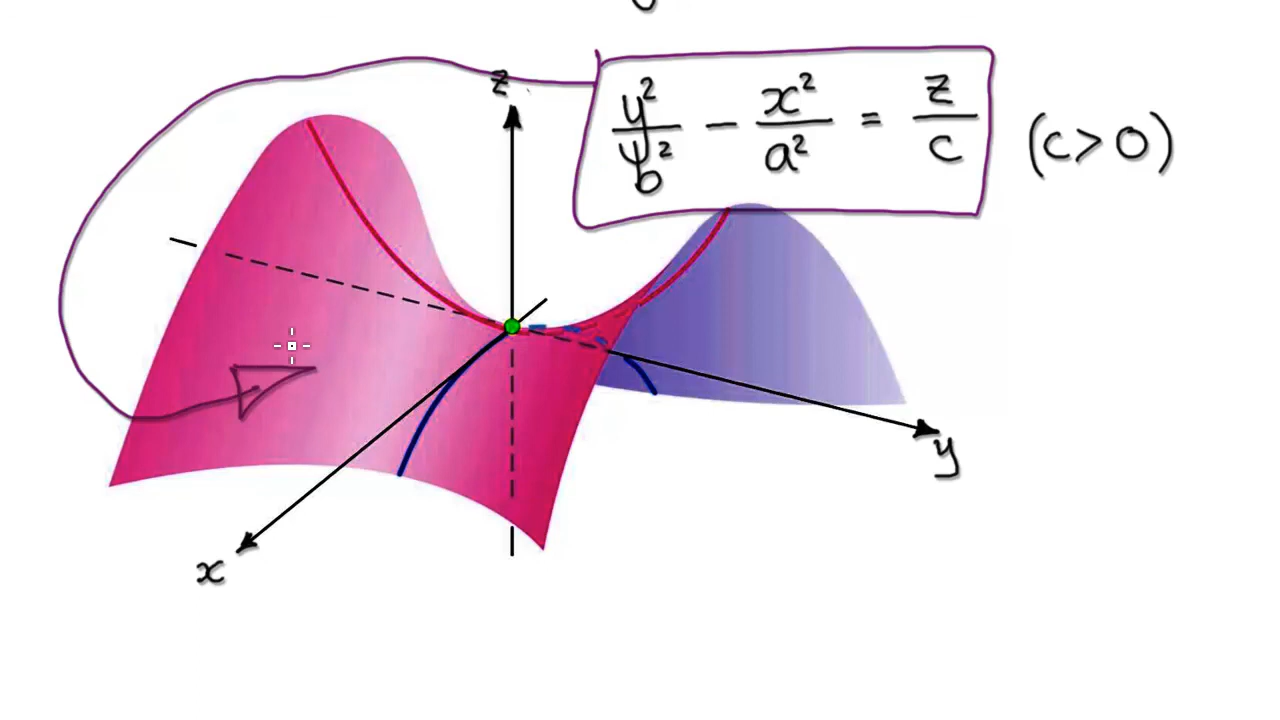 z
y²/b² − x²/a² = z/c (c > 0)
y
x